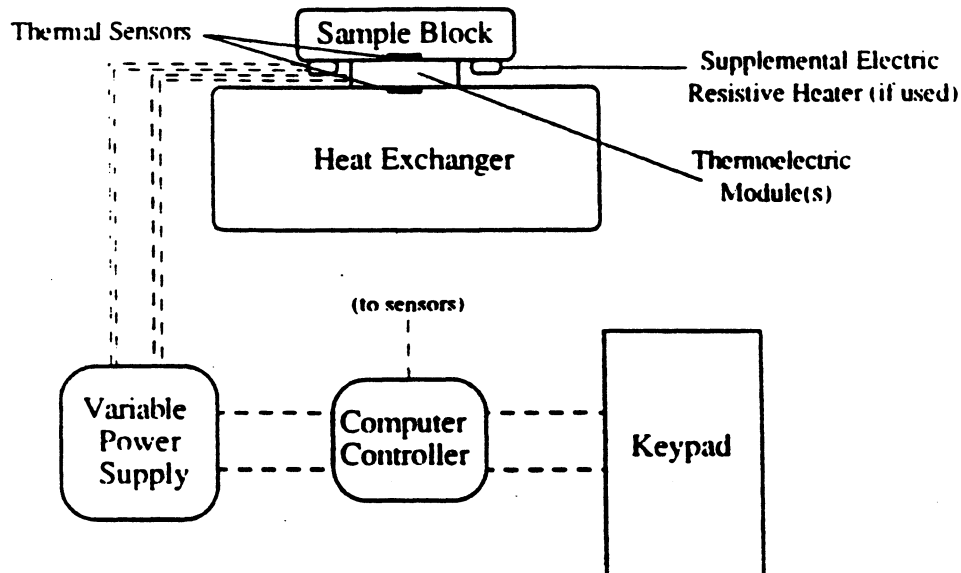 Thermal Sensors
Sample Block
Supplemental Electric
Resistive Heater (if used)
Heat Exchanger
Thermoelectric
Module(s)
(to sensors)
Variable
Power
Supply
Computer
Controller
Keypad